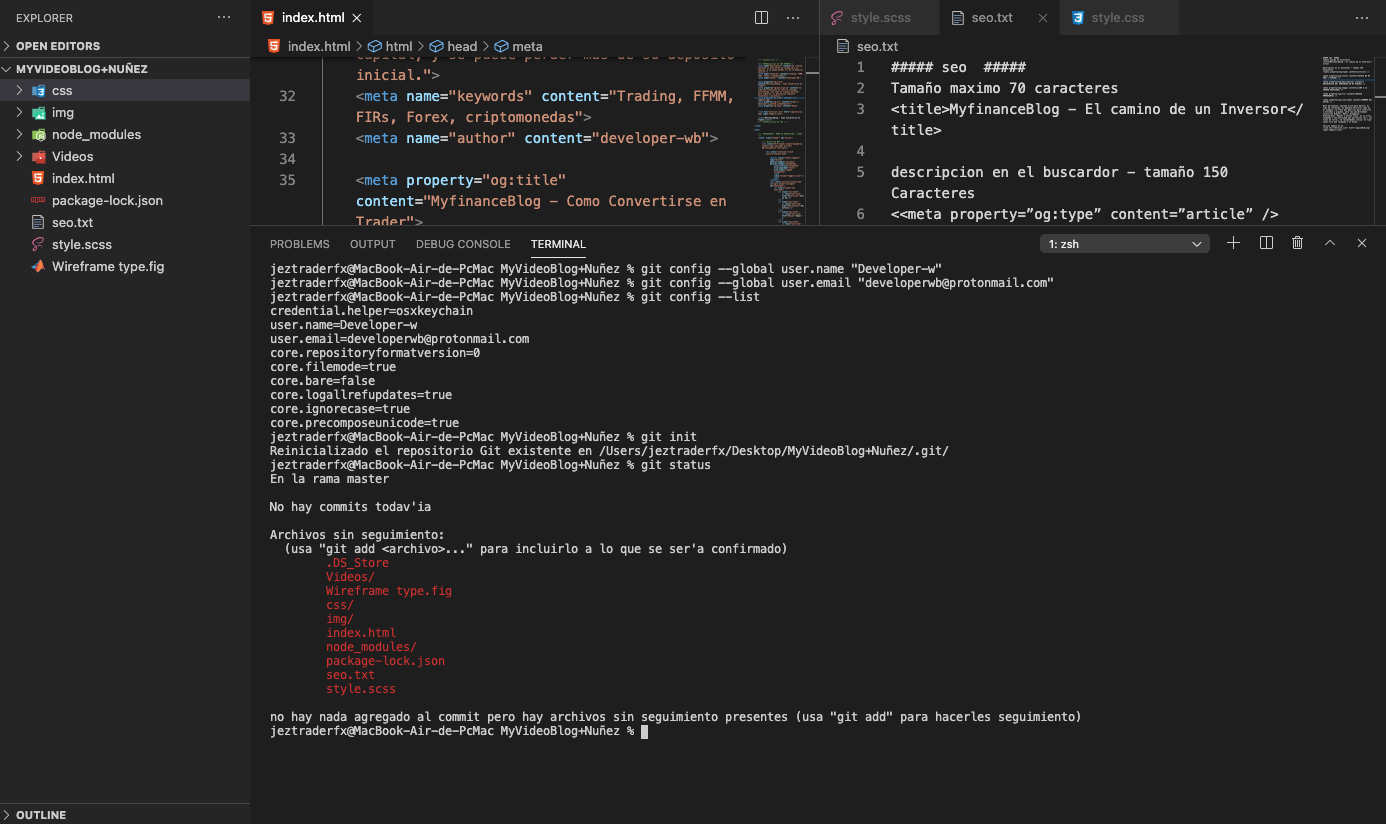 EXPLORER
OPEN EDITORS
MYVIDEOBLOG+NUÑEZ
css
img
node_modules
Videos
index.html
package-lock.json
seo.txt
style.scss
Wireframe type.fig
OUTLINE
index.html
index.html > html > head > meta
capital, y se puede perder más de su depósito
inicial.">
32 <meta name="keywords" content="Trading, FFMM,
FIRs, Forex, criptomonedas">
33 <meta name="author" content="developer-wb">
34
35 <meta property="og:title"
content="MyfinanceBlog - Como Convertirse en
Trader">
style.scss
seo.txt
style.css
seo.txt
1 ##### seo  #####
2 Tamaño maximo 70 caracteres
3 <title>MyfinanceBlog - El camino de un Inversor</
title>
4
5 descripcion en el buscardor - tamaño 150
Caracteres
6 <<meta property=”og:type” content=”article” />
PROBLEMS OUTPUT DEBUG CONSOLE TERMINAL
1: zsh
jeztraderfx@MacBook-Air-de-PcMac MyVideoBlog+Nuñez % git config --global user.name "Developer-w"
jeztraderfx@MacBook-Air-de-PcMac MyVideoBlog+Nuñez % git config --global user.email "developerwb@protonmail.com"
jeztraderfx@MacBook-Air-de-PcMac MyVideoBlog+Nuñez % git config --list
credential.helper=osxkeychain
user.name=Developer-w
user.email=developerwb@protonmail.com
core.repositoryformatversion=0
core.filemode=true
core.bare=false
core.logallrefupdates=true
core.ignorecase=true
core.precomposeunicode=true
jeztraderfx@MacBook-Air-de-PcMac MyVideoBlog+Nuñez % git init
Reinicializado el repositorio Git existente en /Users/jeztraderfx/Desktop/MyVideoBlog+Nuñez/.git/
jeztraderfx@MacBook-Air-de-PcMac MyVideoBlog+Nuñez % git status
En la rama master
No hay commits todav'ia
Archivos sin seguimiento:
(usa "git add <archivo>..." para incluirlo a lo que se ser'a confirmado)
.DS_Store
Videos/
Wireframe type.fig
css/
img/
index.html
node_modules/
package-lock.json
seo.txt
style.scss
no hay nada agregado al commit pero hay archivos sin seguimiento presentes (usa "git add" para hacerles seguimiento)
jeztraderfx@MacBook-Air-de-PcMac MyVideoBlog+Nuñez %